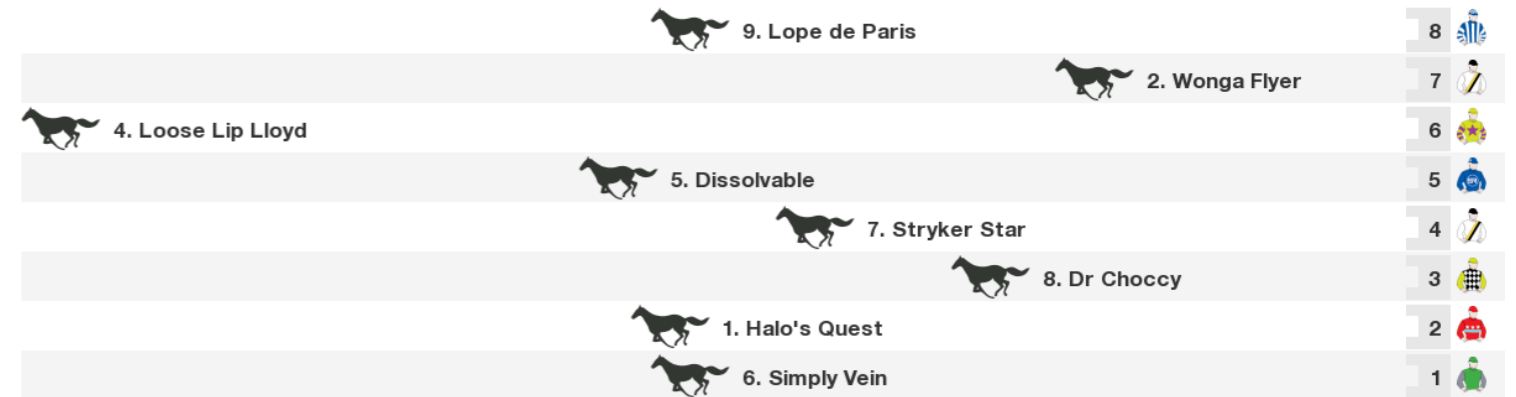 9. Lope de Paris 8
2. Wonga Flyer 7
4. Loose Lip Lloyd 6
5. Dissolvable 5
7. Stryker Star 4
8. Dr Choccy 3
1. Halo's Quest 2
6. Simply Vein 1